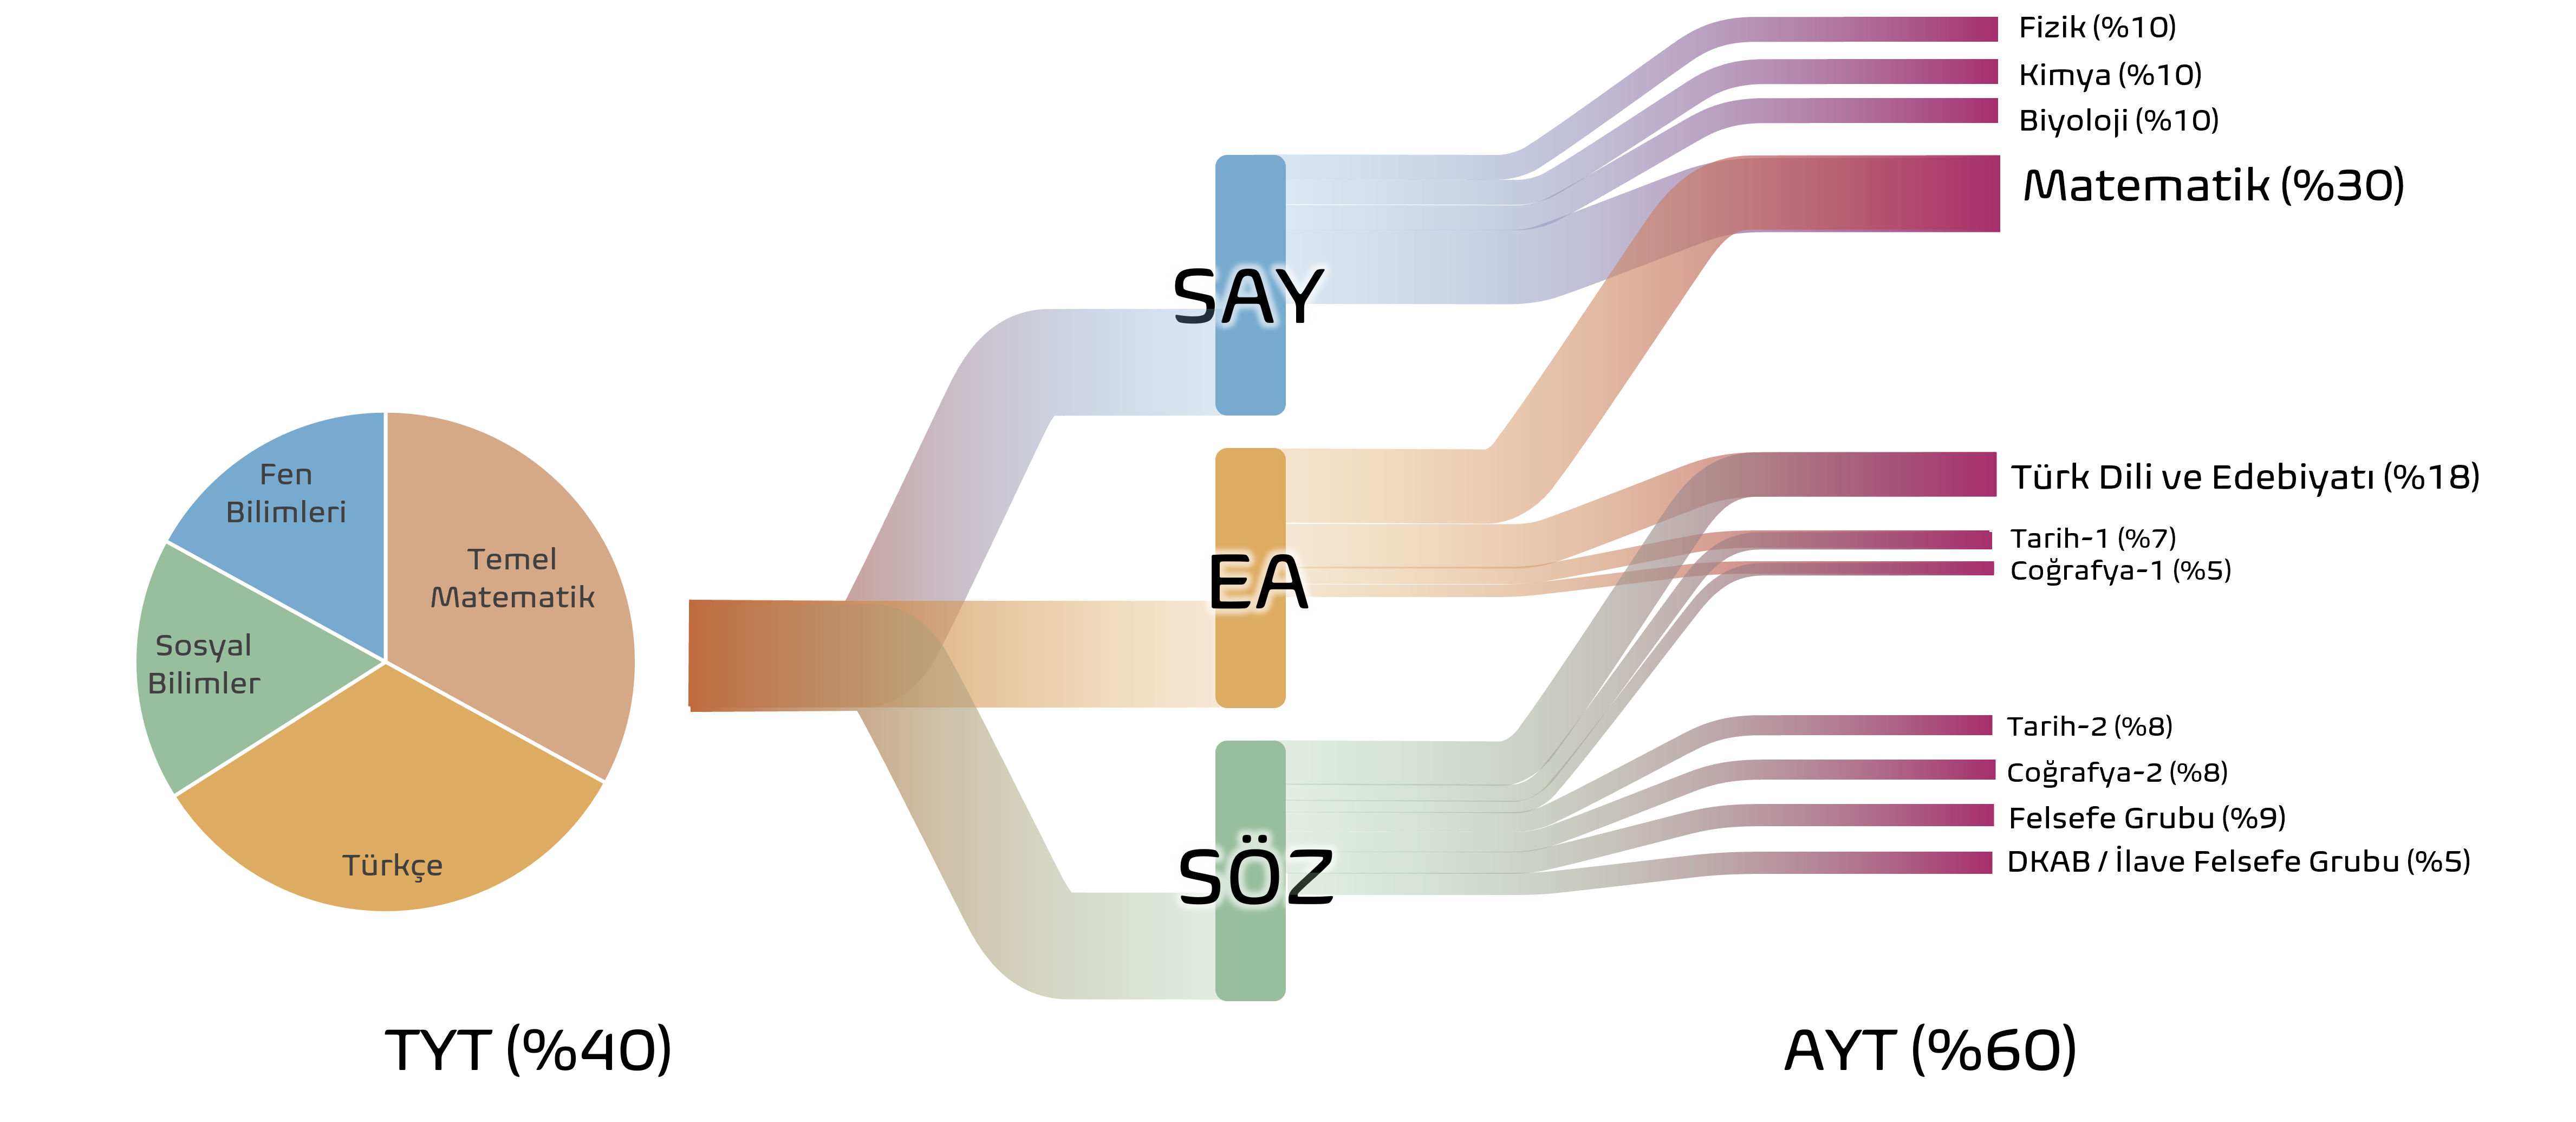 Fen
Bilimleri
Temel
Matematik
Sosyal
Bilimler
Türkçe
TYT (%40)
SAY
EA
SÖZ
Fizik (%10)
Kimya (%10)
Biyoloji (%10)
Matematik (%30)
Türk Dili ve Edebiyatı (%18)
Tarih-1 (%7)
Coğrafya-1 (%5)
Tarih-2 (%8)
Coğrafya-2 (%8)
Felsefe Grubu (%9)
DKAB / İlave Felsefe Grubu (%5)
AYT (%60)